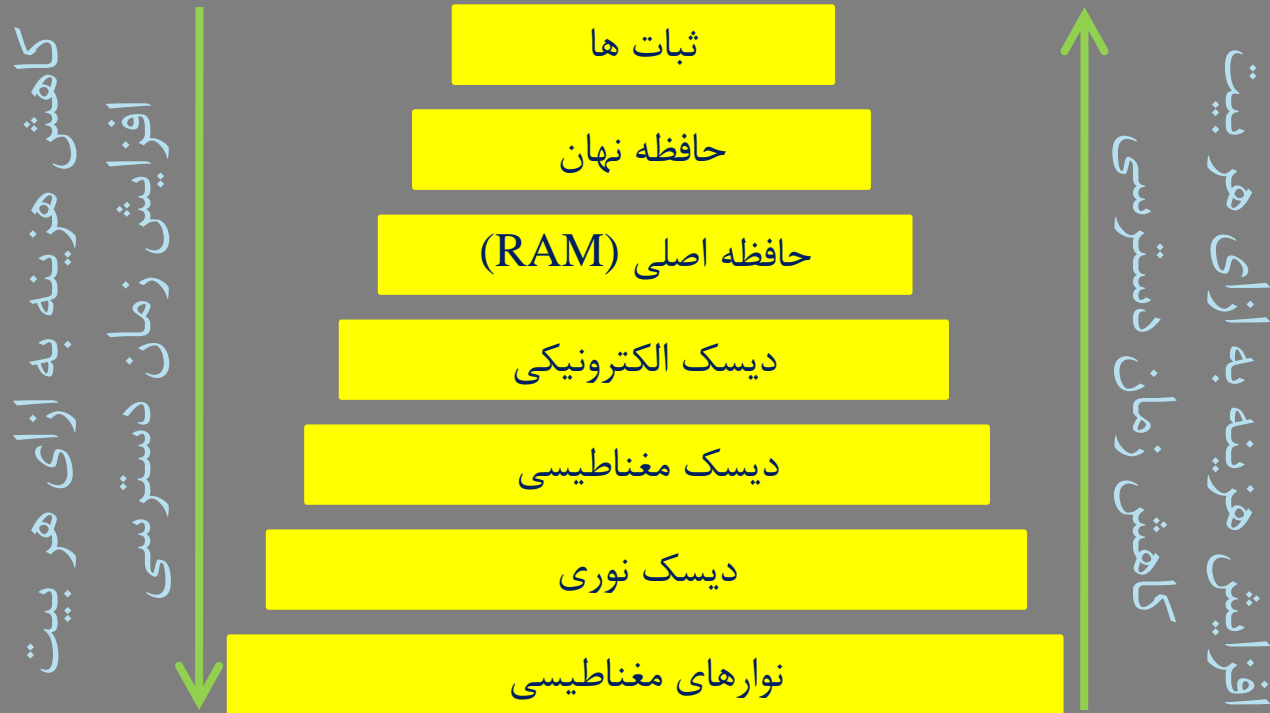 ثبات ها
حافظه نهان
حافظه اصلی (RAM)
دیسک الکترونیکی
دیسک مغناطیسی
دیسک نوری
نوارهای مغناطیسی
افزایش هزینه به ازای هر بیت
کاهش زمان دسترسی
کاهش هزینه به ازای هر بیت
افزایش زمان دسترسی